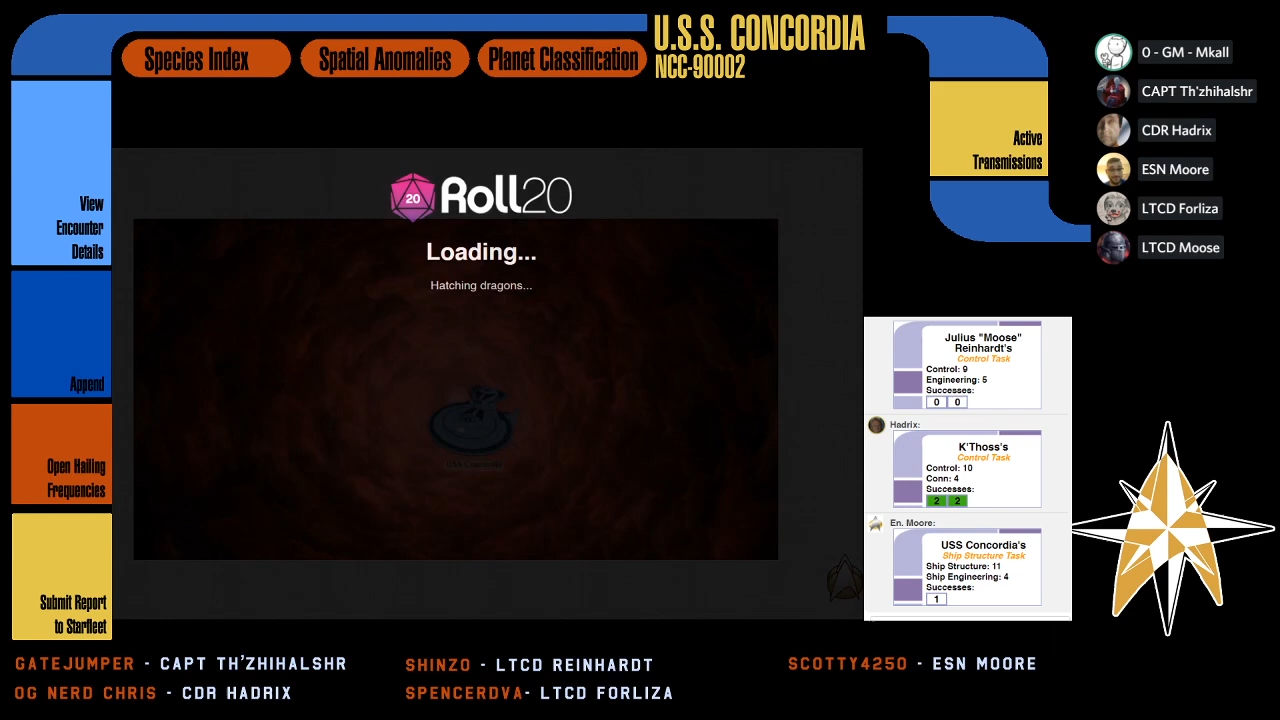 Species Index
Spatial Anomalies
Planet Classification
U.S.S. CONCORDIA
NCC-90002
View
Encounter
Details
Append
Open Hailing
Frequencies
Submit Report
to Starfleet
20
Roll20
Loading...
Hatching dragons...
USS Concordia
Active
Transmissions
0 - GM - Mkall
CAPT Th'zhihalshr
CDR Hadrix
ESN Moore
LTCD Forliza
LTCD Moose
Julius "Moose"
Reinhardt's
Control Task
Control: 9
Engineering: 5
Successes:
0 0
Hadrix:
K'Thoss's
Control Task
Control: 10
Conn: 4
Successes:
2 2
En. Moore:
USS Concordia's
Ship Structure Task
Ship Structure: 11
Ship Engineering: 4
Successes:
1
GATEJUMPER - CAPT TH'ZHIHALSHR
SHINZO - LTCD REINHARDT
SCOTTY4250 - ESN MOORE
OG NERD CHRIS - CDR HADRIX
SPENCERDVA- LTCD FORLIZA